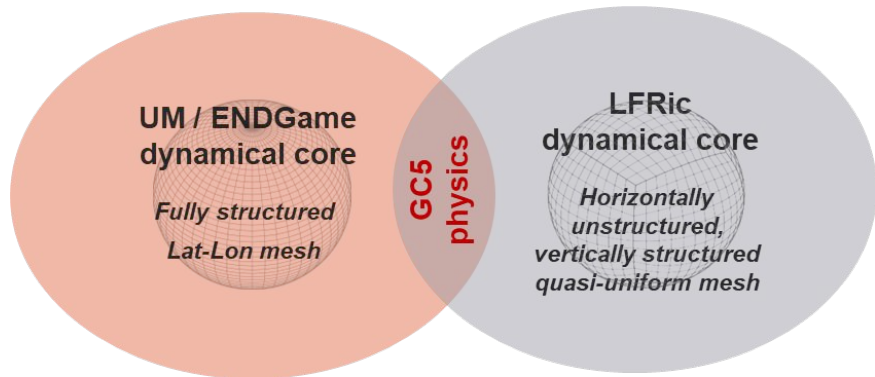 UM / ENDGame
dynamical core
Fully structured
Lat-Lon mesh
GC5
physics
LFRic
dynamical core
Horizontally
unstructured,
vertically structured
quasi-uniform mesh